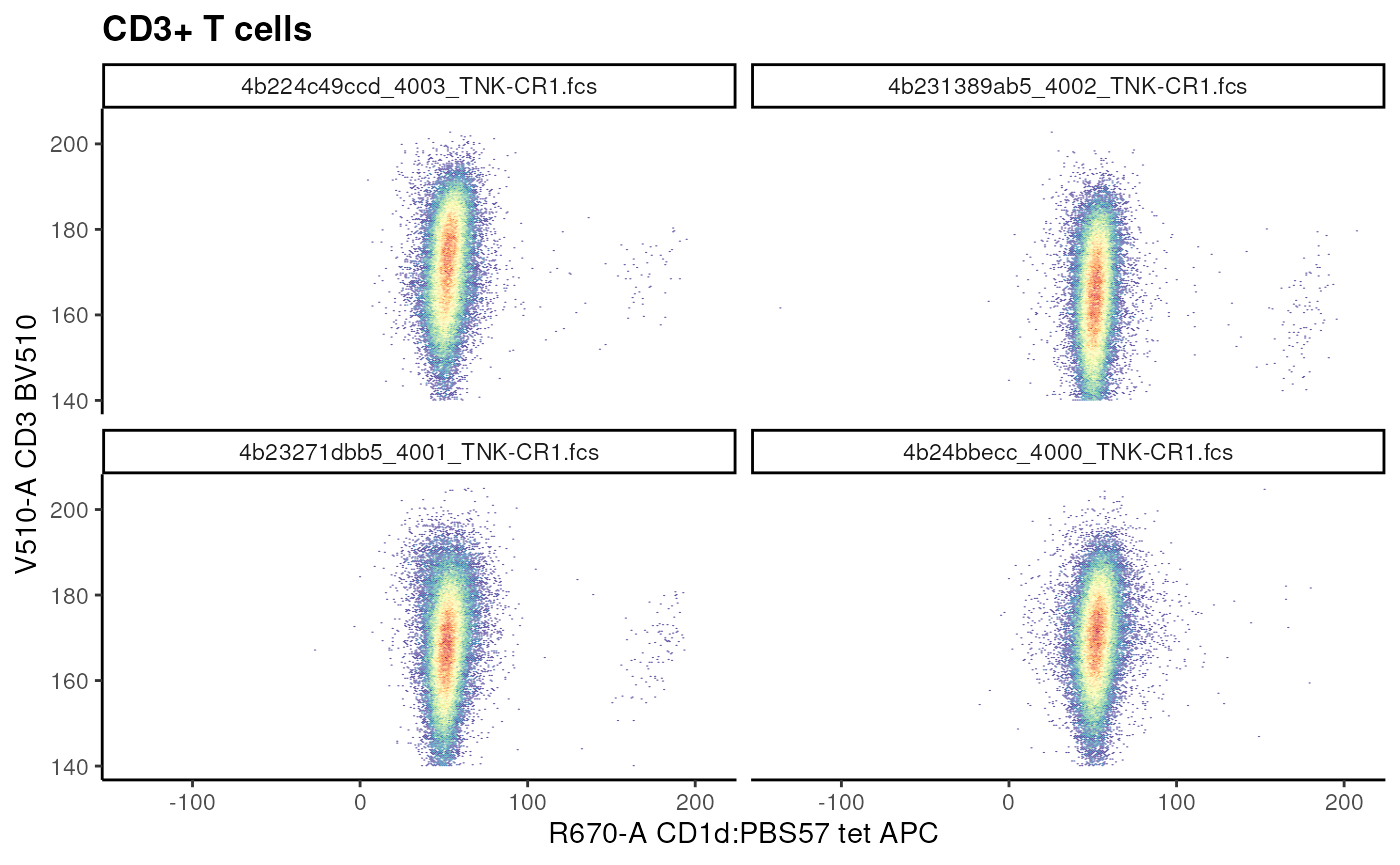 CD3+ T cells
4b224c49ccd_4003_TNK-CR1.fcs
4b231389ab5_4002_TNK-CR1.fcs
200
180
160
140
4b23271dbb5_4001_TNK-CR1.fcs
4b24bbecc_4000_TNK-CR1.fcs
200
180
160
140
V510-A CD3 BV510
-100 0 100 200
-100 0 100 200
R670-A CD1d:PBS57 tet APC